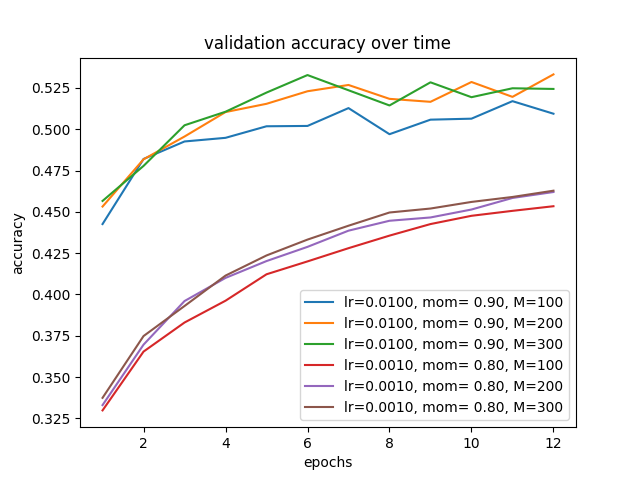 validation accuracy over time
accuracy
0.525
0.500
0.475
0.450
0.425
0.400
0.375
0.350
0.325
lr=0.0100, mom= 0.90, M=100
lr=0.0100, mom= 0.90, M=200
lr=0.0100, mom= 0.90, M=300
lr=0.0010, mom= 0.80, M=100
lr=0.0010, mom= 0.80, M=200
lr=0.0010, mom= 0.80, M=300
2 4 6 8 10 12
epochs